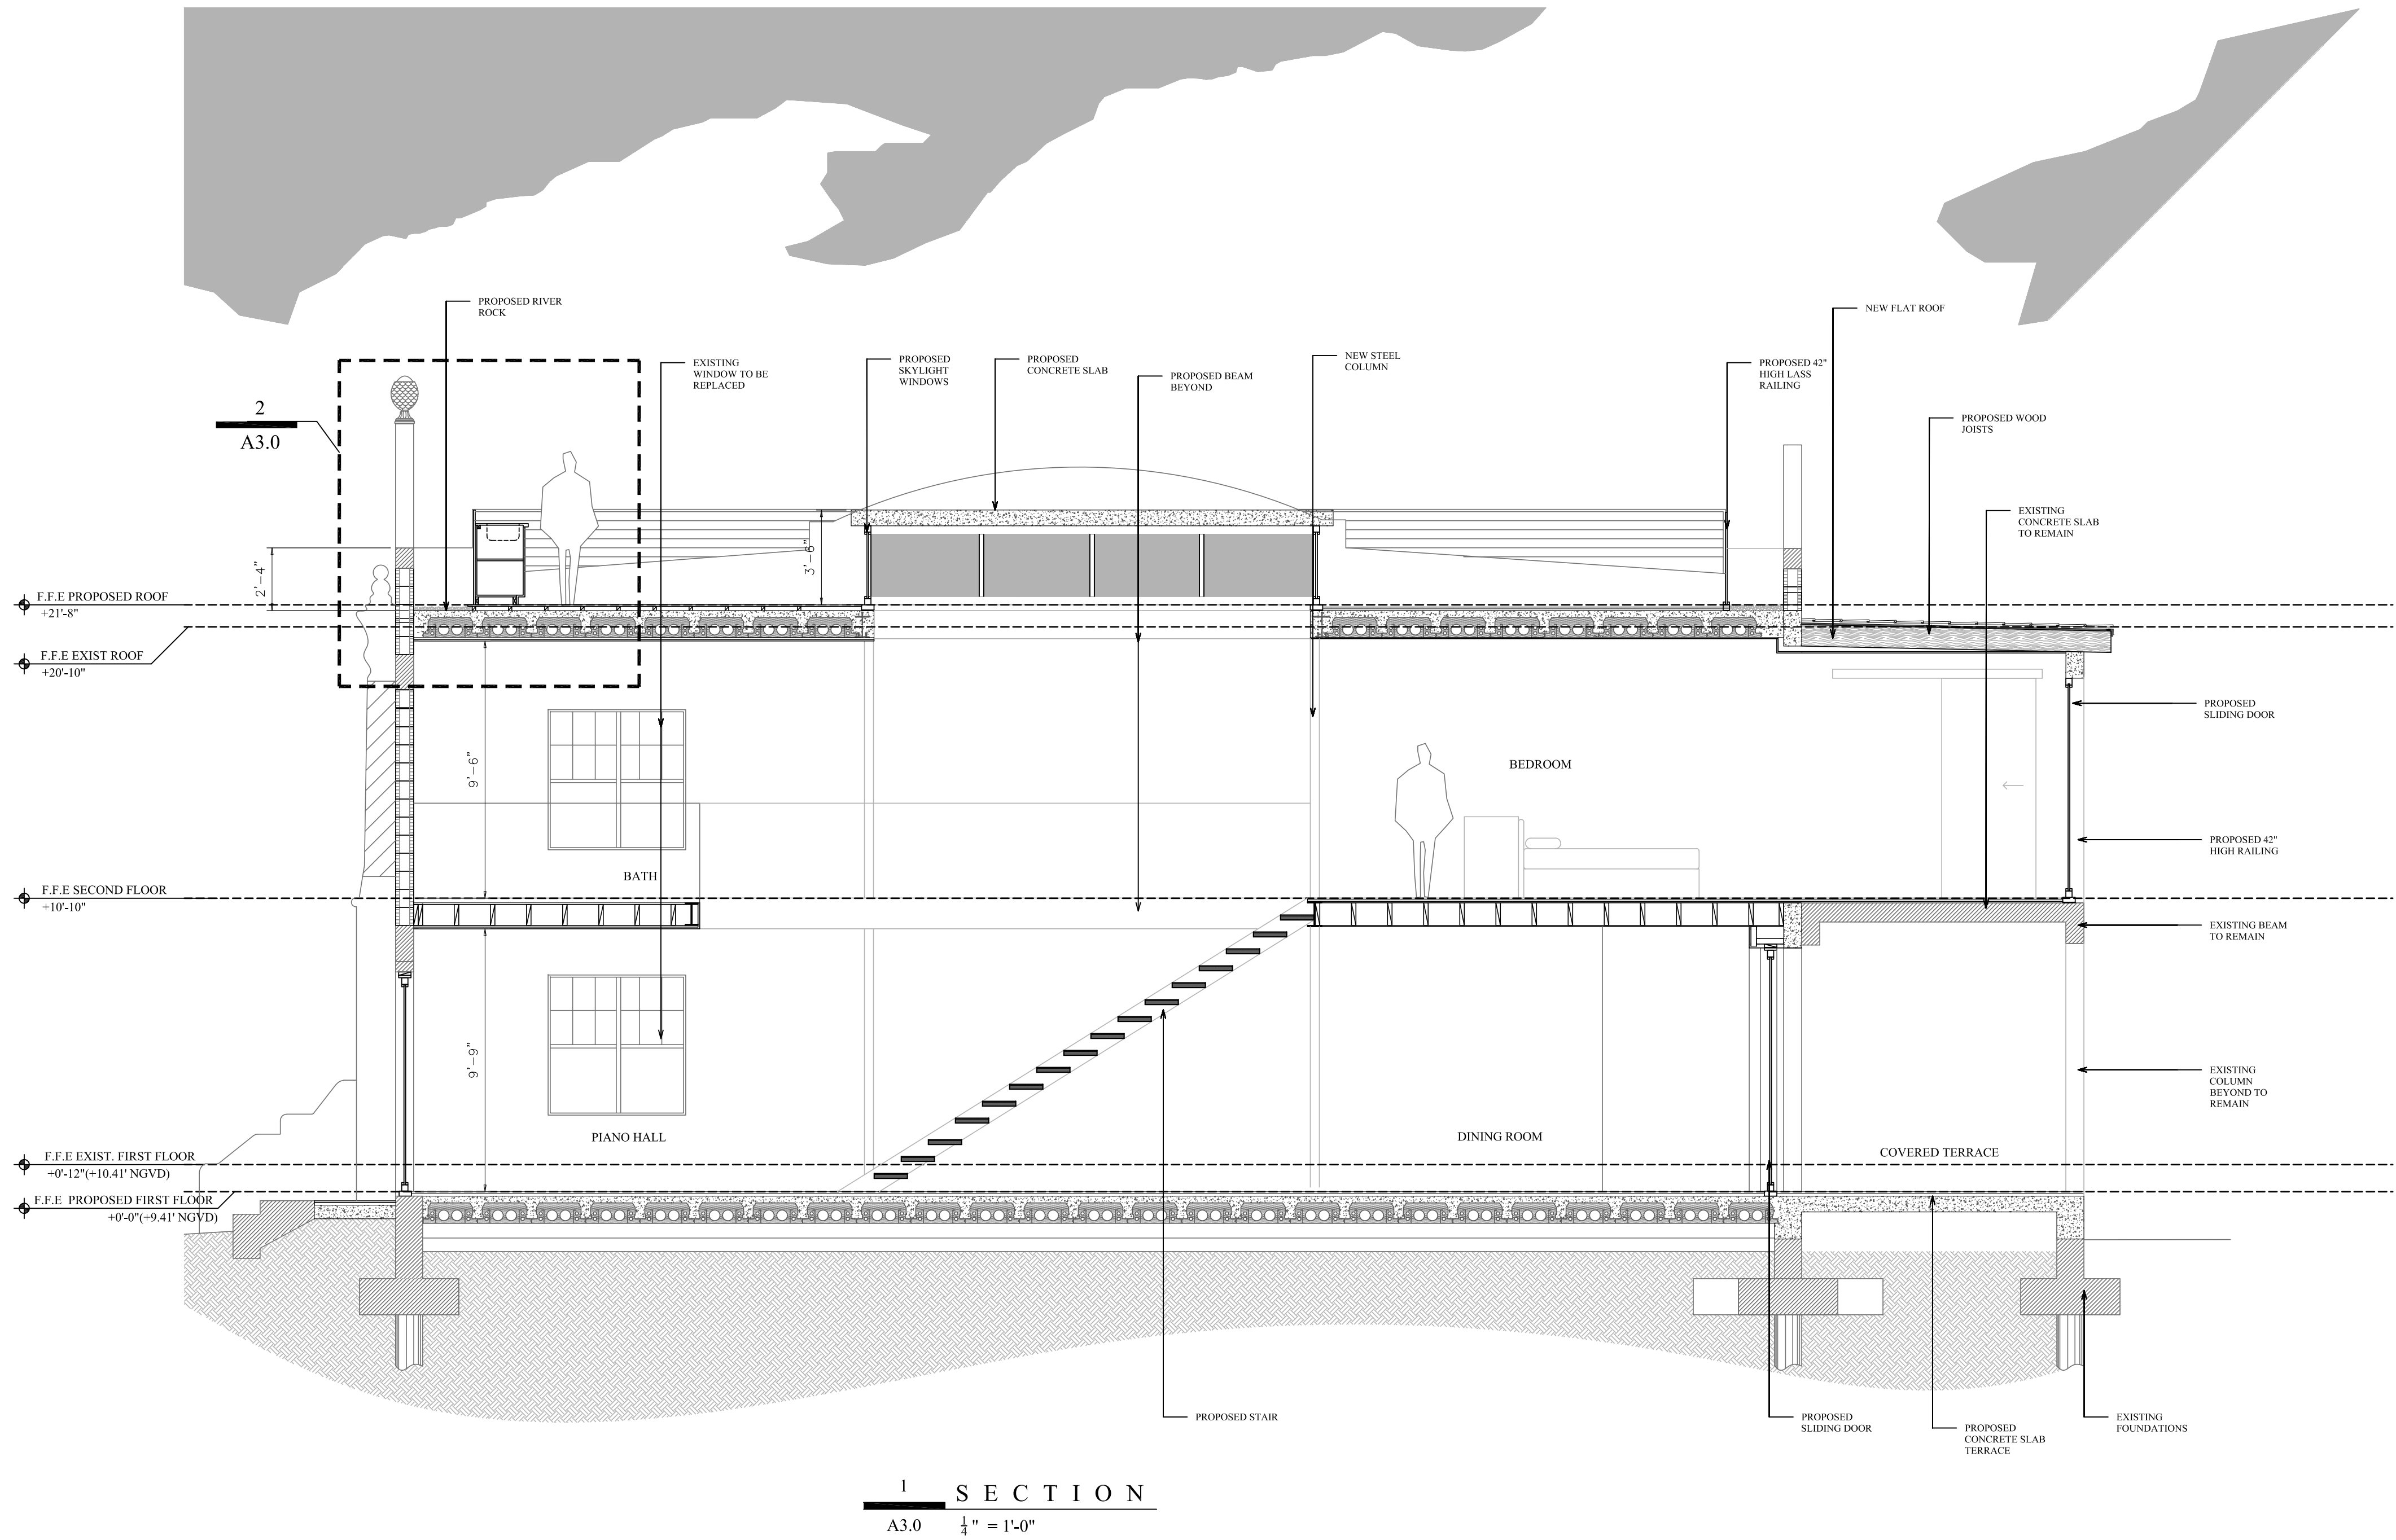 PROPOSED RIVER
ROCK
NEW FLAT ROOF
EXISTING
WINDOW TO BE
REPLACED
PROPOSED
SKYLIGHT
WINDOWS
PROPOSED
CONCRETE SLAB
PROPOSED BEAM
BEYOND
NEW STEEL
COLUMN
PROPOSED 42"
HIGH LASS
RAILING
2
A3.0
PROPOSED WOOD
JOISTS
EXISTING
CONCRETE SLAB
TO REMAIN
2'-4"
3'-6"
F.F.E PROPOSED ROOF
+21'-8"
F.F.E EXIST ROOF
+20'-10"
PROPOSED
SLIDING DOOR
9'-6"
BEDROOM
PROPOSED 42"
HIGH RAILING
BATH
F.F.E SECOND FLOOR
+10'-10"
EXISTING BEAM
TO REMAIN
9'-9"
EXISTING
COLUMN
BEYOND TO
REMAIN
PIANO HALL
DINING ROOM
COVERED TERRACE
F.F.E EXIST. FIRST FLOOR
+0'-12"(+10.41' NGVD)
F.F.E PROPOSED FIRST FLOOR
+0'-0"(+9.41' NGVD)
PROPOSED STAIR
PROPOSED
SLIDING DOOR
PROPOSED
CONCRETE SLAB
TERRACE
EXISTING
FOUNDATIONS
1
SECTION
A3.0
1/4" = 1'-0"